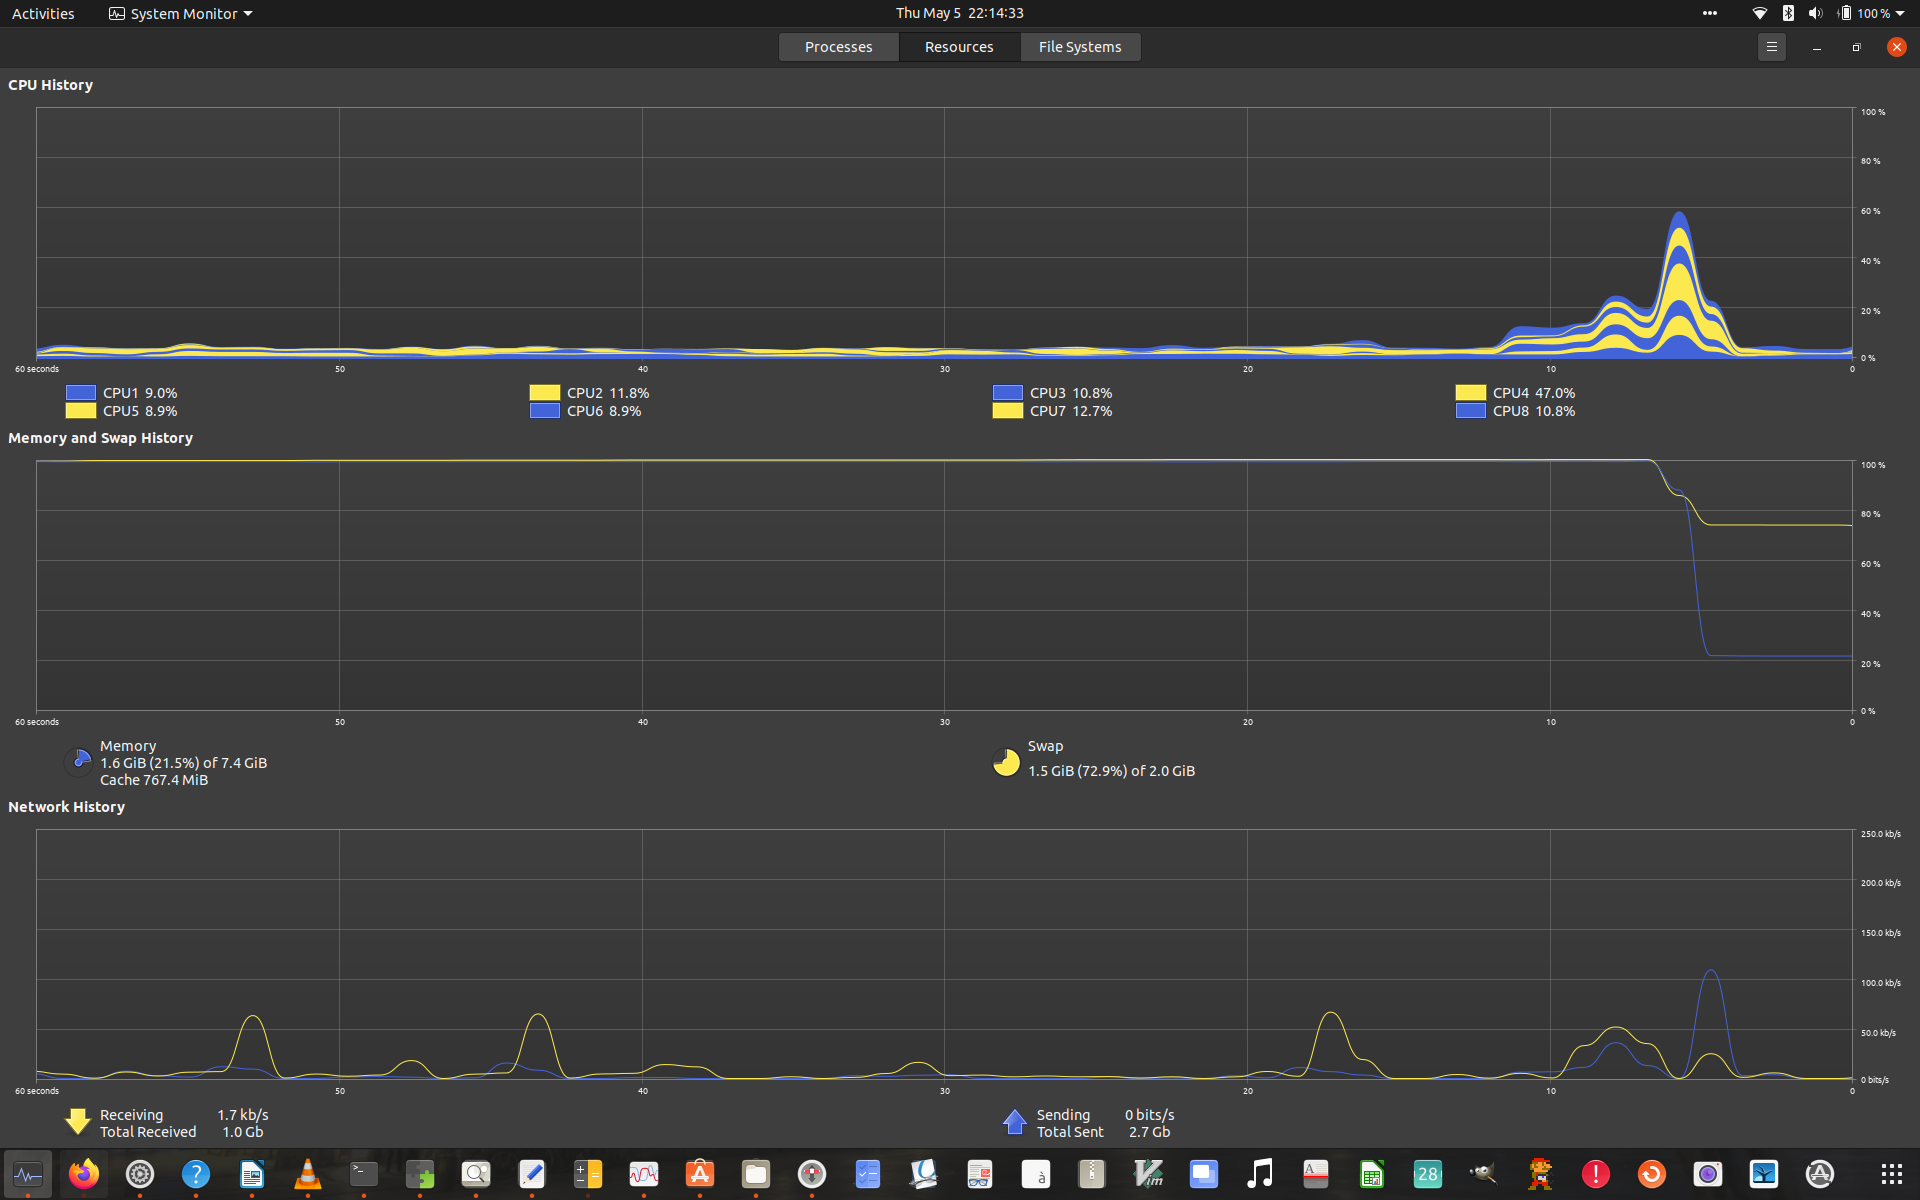 Activities System Monitor Thu May 5 22:14:33 100 %
Processes Resources File Systems
CPU History
100 %
80 %
60 %
40 %
20 %
0 %
60 seconds 50 40 30 20 10 0
CPU1 9.0% CPU2 11.8% CPU3 10.8% CPU4 47.0%
CPU5 8.9% CPU6 8.9% CPU7 12.7% CPU8 10.8%
Memory and Swap History
100 %
80 %
60 %
40 %
20 %
0 %
60 seconds 50 40 30 20 10 0
Memory Swap
1.6 GiB (21.5%) of 7.4 GiB 1.5 GiB (72.9%) of 2.0 GiB
Cache 767.4 MiB
Network History
250.0 kb/s
200.0 kb/s
150.0 kb/s
100.0 kb/s
50.0 kb/s
0 bits/s
60 seconds 50 40 30 20 10 0
Receiving 1.7 kb/s Sending 0 bits/s
Total Received 1.0 Gb Total Sent 2.7 Gb
? >_ à Vim A 28 !